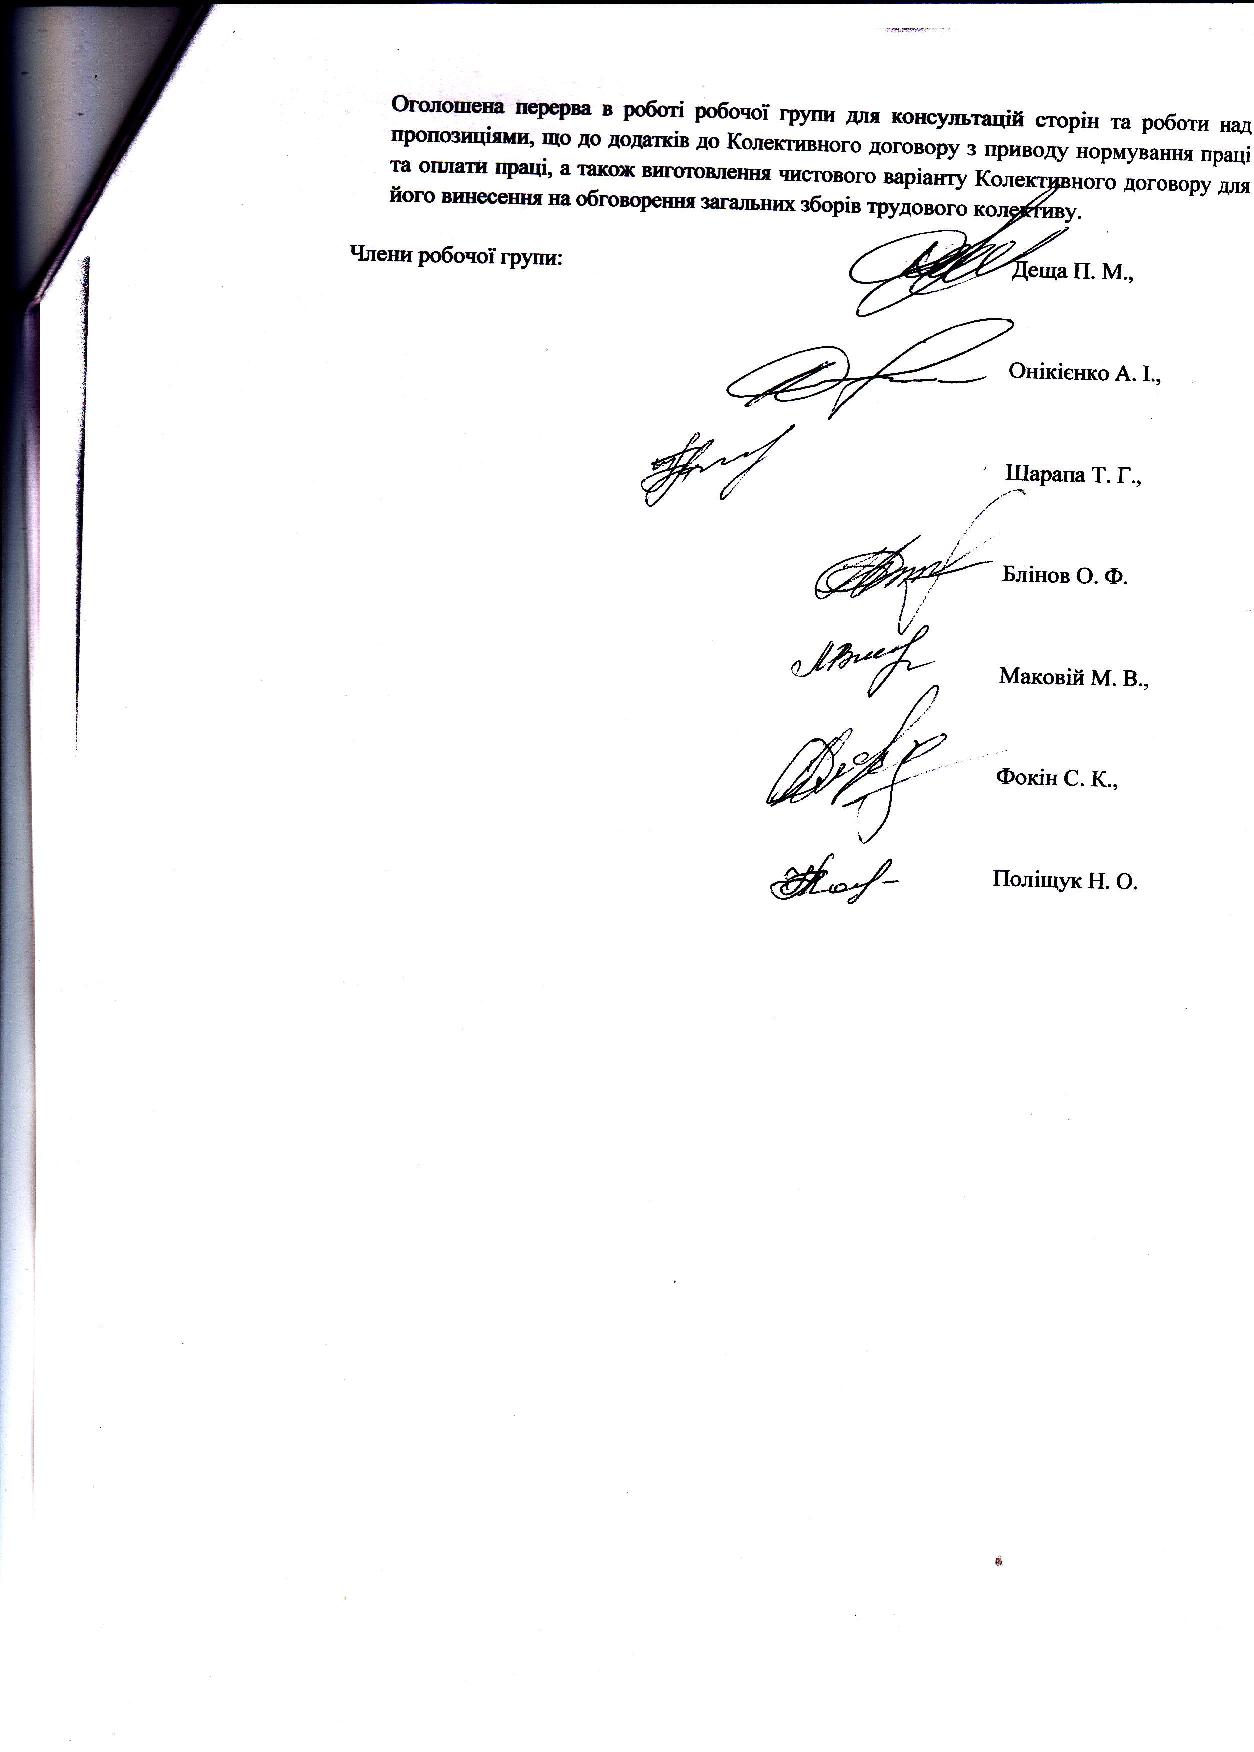 Оголошена перерва в роботі робочої групи для консультацій сторін та роботи над
пропозиціями, що до додатків до Колективного договору з приводу нормування праці
та оплати праці, а також виготовлення чистового варіанту Колективного договору для
його винесення на обговорення загальних зборів трудового колективу.
Члени робочої групи:
Деща П. М.,
Онікієнко А. І.,
Шарапа Т. Г.,
Блінов О. Ф.
Маковій М. В.,
Фокін С. К.,
Поліщук Н. О.